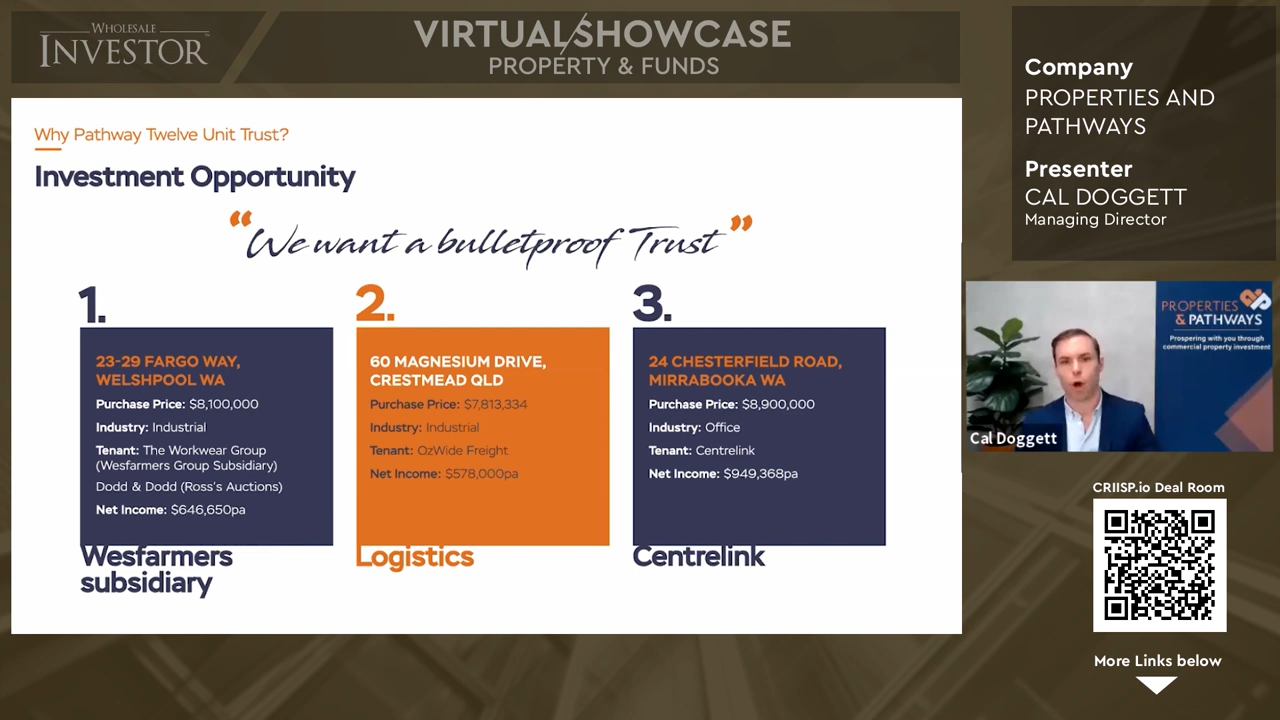 WHOLESALE
INVESTOR
VIRTUAL SHOWCASE
PROPERTY & FUNDS
Why Pathway Twelve Unit Trust?
Investment Opportunity
“We want a bulletproof Trust”
1.
23-29 FARGO WAY,
WELSHPOOL WA
Purchase Price: $8,100,000
Industry: Industrial
Tenant: The Workwear Group
(Wesfarmers Group Subsidiary)
Dodd & Dodd (Ross's Auctions)
Net Income: $646,650pa
Wesfarmers
subsidiary
2.
60 MAGNESIUM DRIVE,
CRESTMEAD QLD
Purchase Price: $7,813,334
Industry: Industrial
Tenant: OzWide Freight
Net Income: $578,000pa
Logistics
3.
24 CHESTERFIELD ROAD,
MIRRABOOKA WA
Purchase Price: $8,900,000
Industry: Office
Tenant: Centrelink
Net Income: $949,368pa
Centrelink
Company
PROPERTIES AND
PATHWAYS
Presenter
CAL DOGGETT
Managing Director
PROPERTIES
& PATHWAYS
Prospering with you through
commercial property investment
Cal Doggett
CRIISP.io Deal Room
More Links below